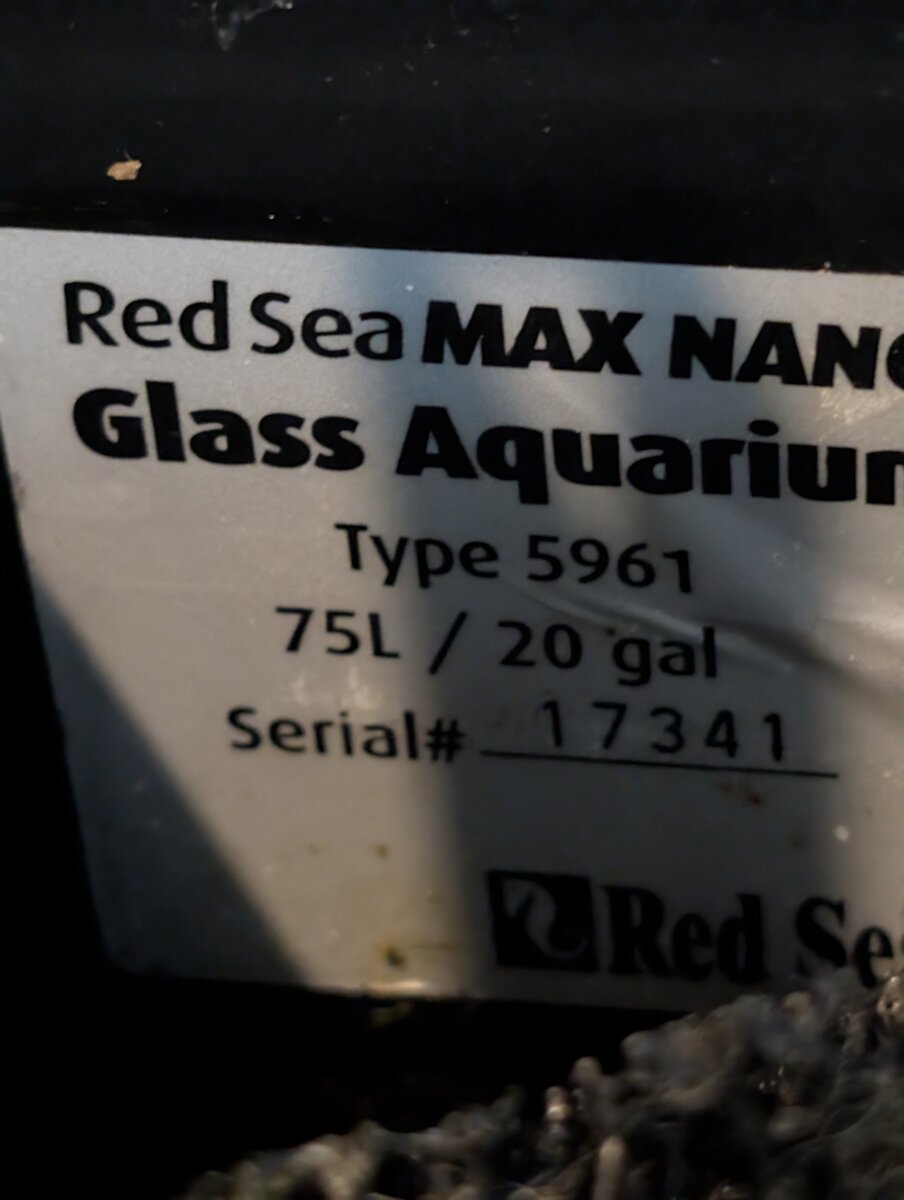 Red Sea MAX NANO
Glass Aquarium
Type 5961
75L / 20 gal
Serial# 17341
Red Sea